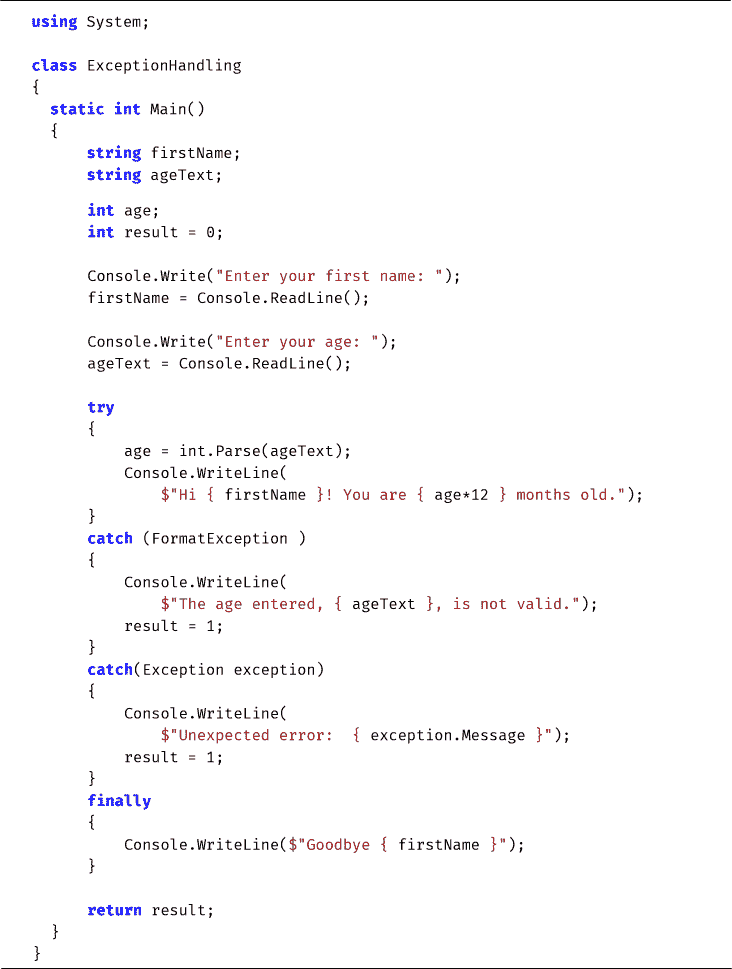 using System;
class ExceptionHandling
{
  static int Main()
  {
      string firstName;
      string ageText;
      int age;
      int result = 0;
      Console.Write("Enter your first name: ");
      firstName = Console.ReadLine();
      Console.Write("Enter your age: ");
      ageText = Console.ReadLine();
      try
      {
          age = int.Parse(ageText);
          Console.WriteLine(
              $"Hi { firstName }! You are { age*12 } months old.");
      }
      catch (FormatException )
      {
          Console.WriteLine(
              $"The age entered, { ageText }, is not valid.");
          result = 1;
      }
      catch(Exception exception)
      {
          Console.WriteLine(
              $"Unexpected error:  { exception.Message }");
          result = 1;
      }
      finally
      {
          Console.WriteLine($"Goodbye { firstName }");
      }
      return result;
  }
}